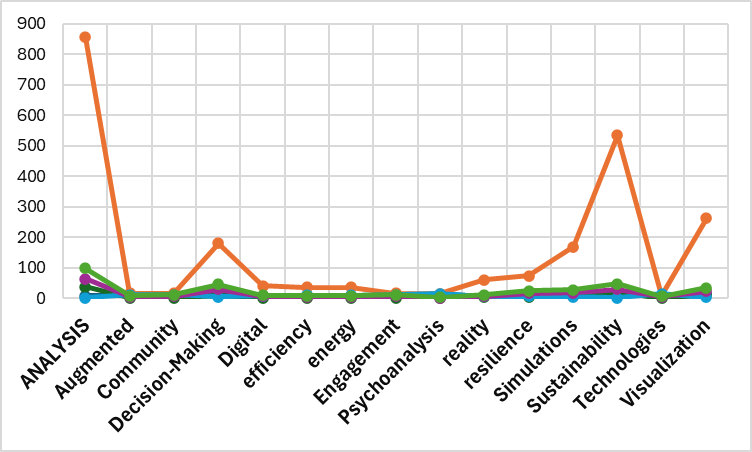 900
800
700
600
500
400
300
200
100
0
ANALYSIS
Augmented
Community
Decision-Making
Digital
efficiency
energy
Engagement
Psychoanalysis
reality
resilience
Simulations
Sustainability
Technologies
Visualization